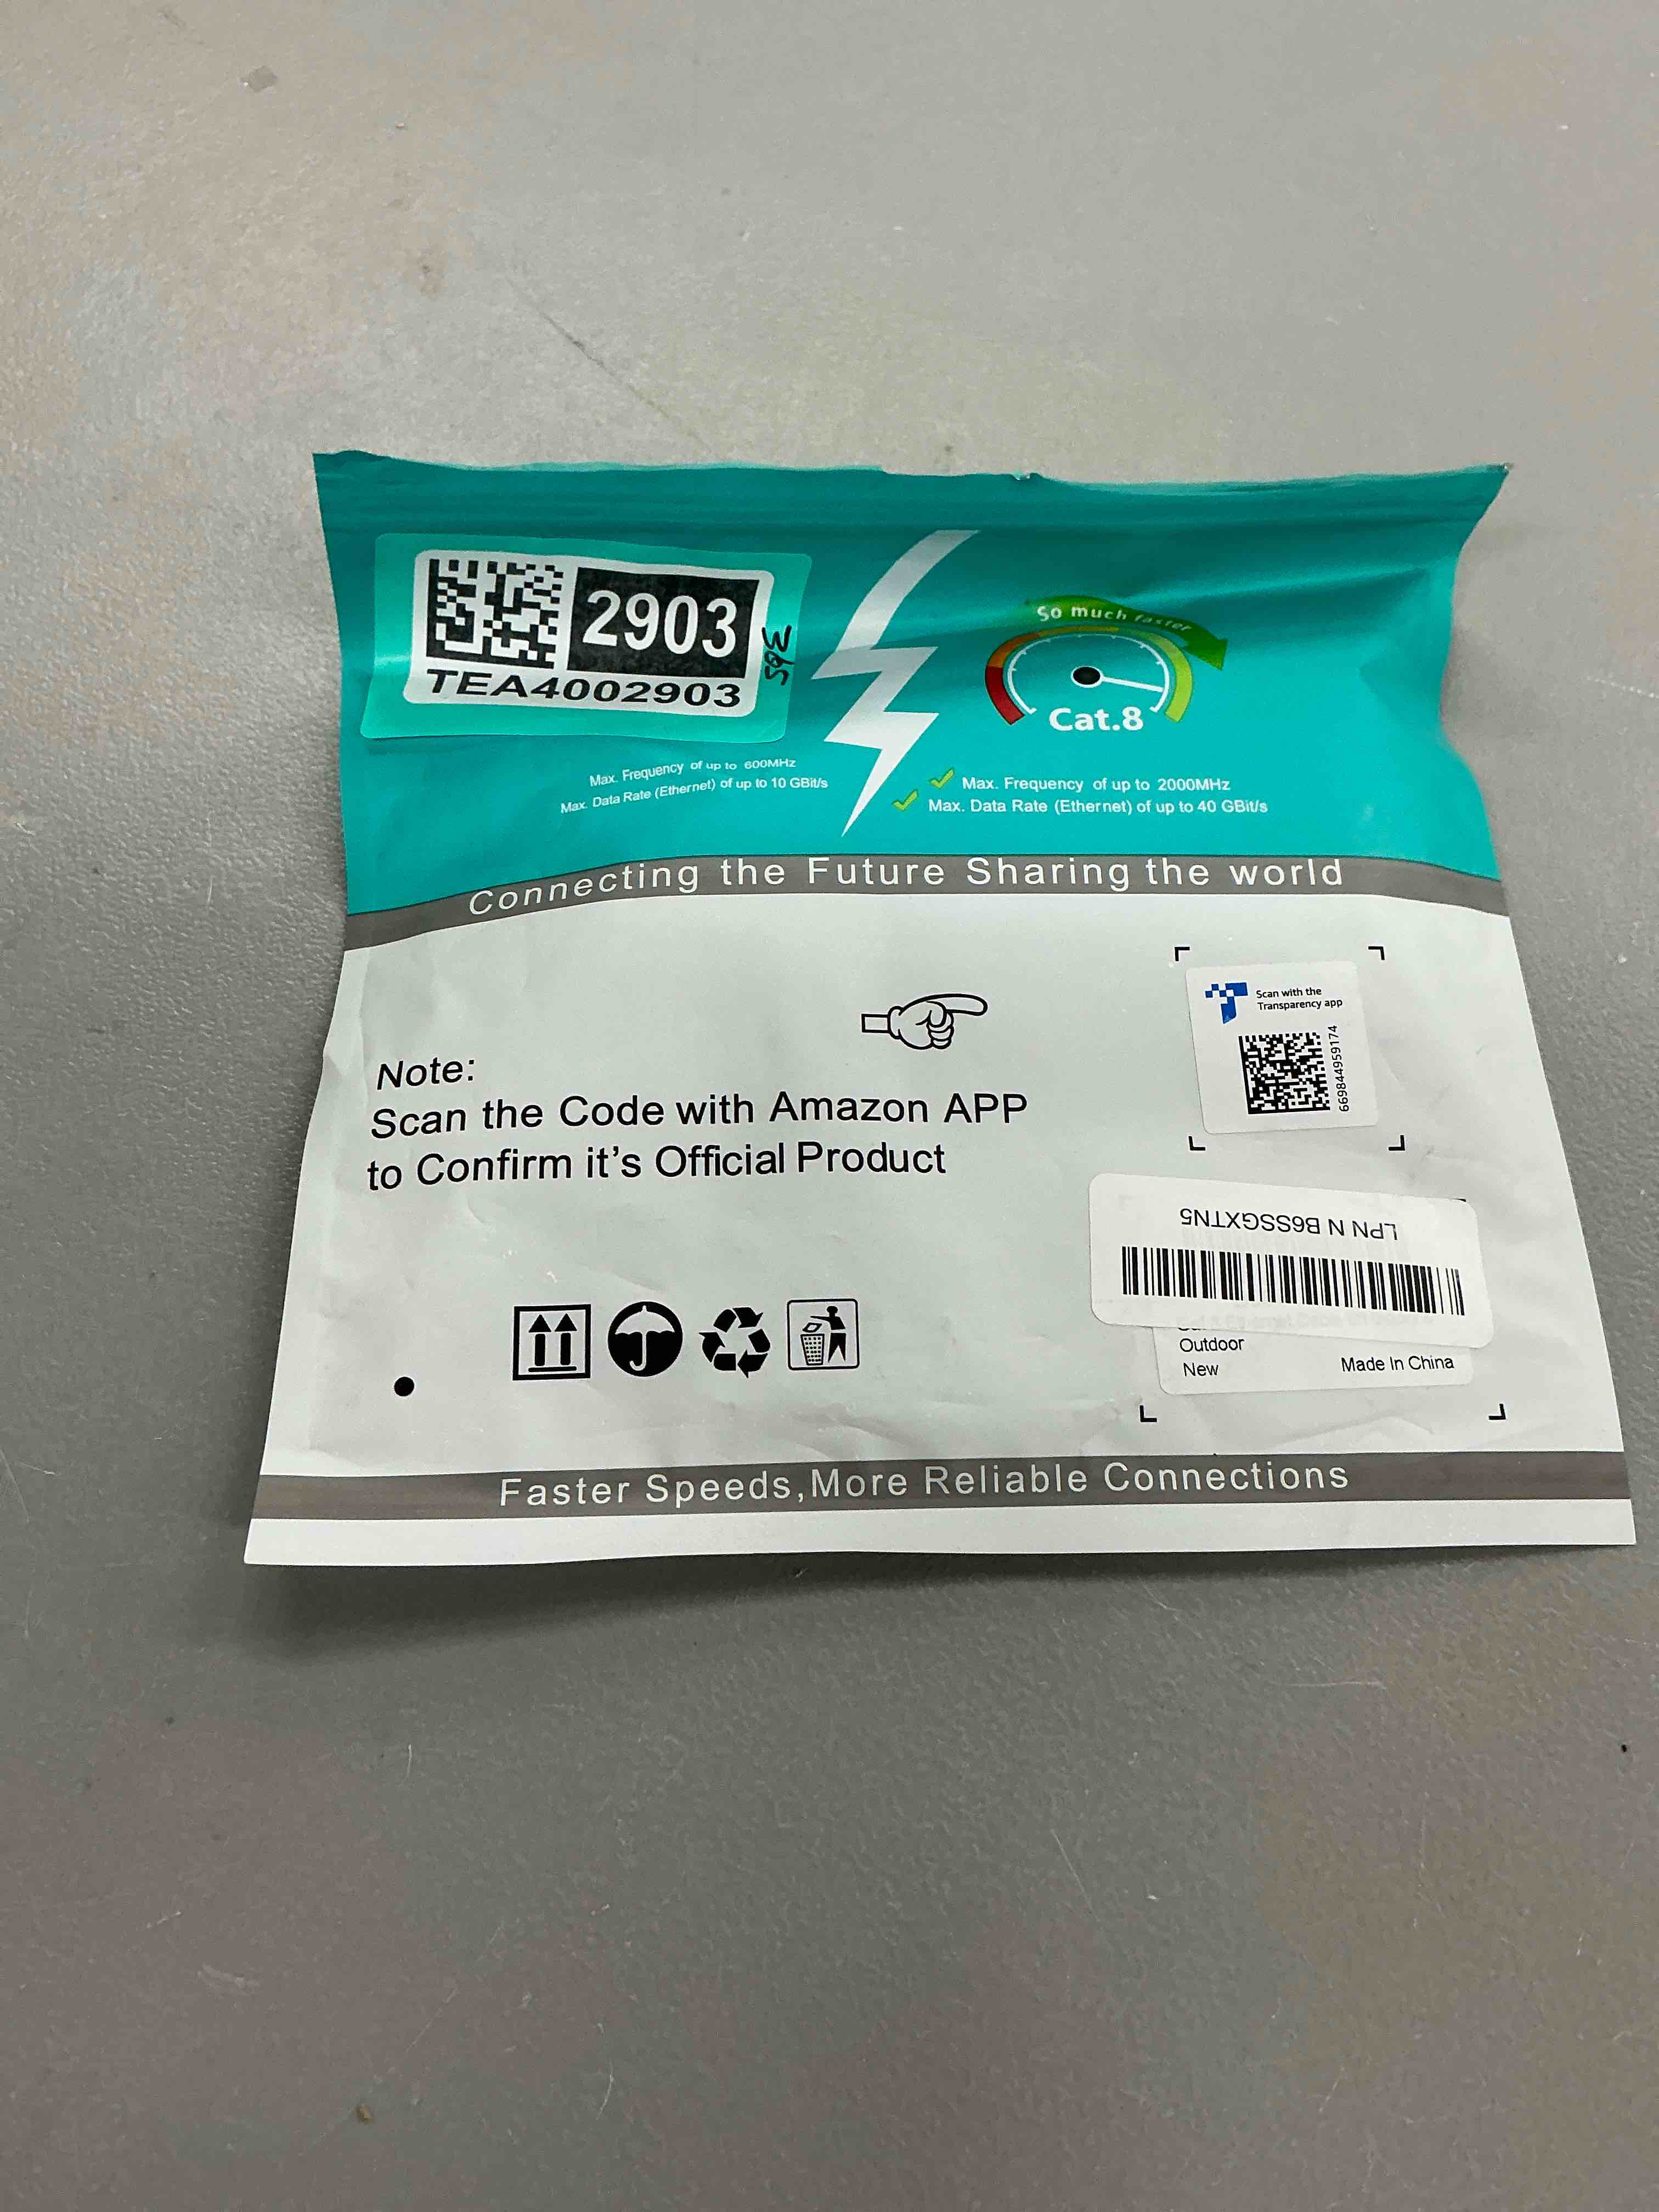 2903
TEA4002903
365
So much faster
Cat.8
Max. Frequency of up to 600MHz
Max. Data Rate (Ethernet) of up to 10 GBit/s
Max. Frequency of up to 2000MHz
Max. Data Rate (Ethernet) of up to 40 GBit/s
Connecting the Future Sharing the world
Scan with the
Transparency app
669844959174
Note:
Scan the Code with Amazon APP
to Confirm it's Official Product
LPN N B6SSGXTN5
Outdoor
New
Made In China
Faster Speeds,More Reliable Connections